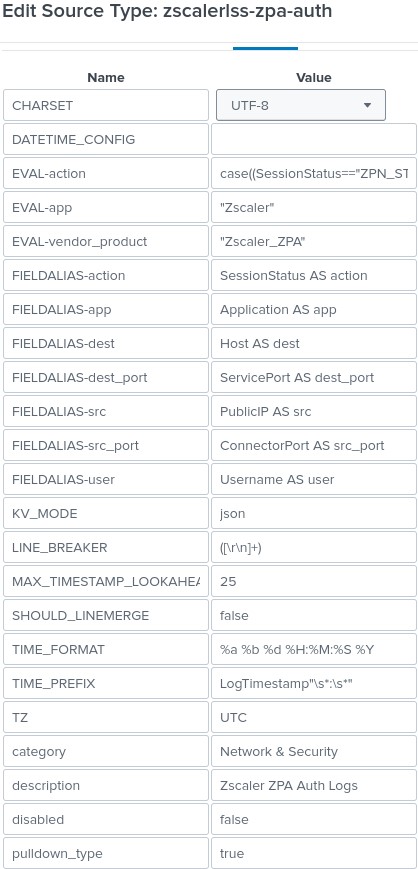 Edit Source Type: zscalerlss-zpa-auth
Name Value
CHARSET UTF-8
DATETIME_CONFIG
EVAL-action case((SessionStatus=="ZPN_ST
EVAL-app "Zscaler"
EVAL-vendor_product "Zscaler_ZPA"
FIELDALIAS-action SessionStatus AS action
FIELDALIAS-app Application AS app
FIELDALIAS-dest Host AS dest
FIELDALIAS-dest_port ServicePort AS dest_port
FIELDALIAS-src PublicIP AS src
FIELDALIAS-src_port ConnectorPort AS src_port
FIELDALIAS-user Username AS user
KV_MODE json
LINE_BREAKER ([\r\n]+)
MAX_TIMESTAMP_LOOKAHEA 25
SHOULD_LINEMERGE false
TIME_FORMAT %a %b %d %H:%M:%S %Y
TIME_PREFIX LogTimestamp"\s*:\s*"
TZ UTC
category Network & Security
description Zscaler ZPA Auth Logs
disabled false
pulldown_type true